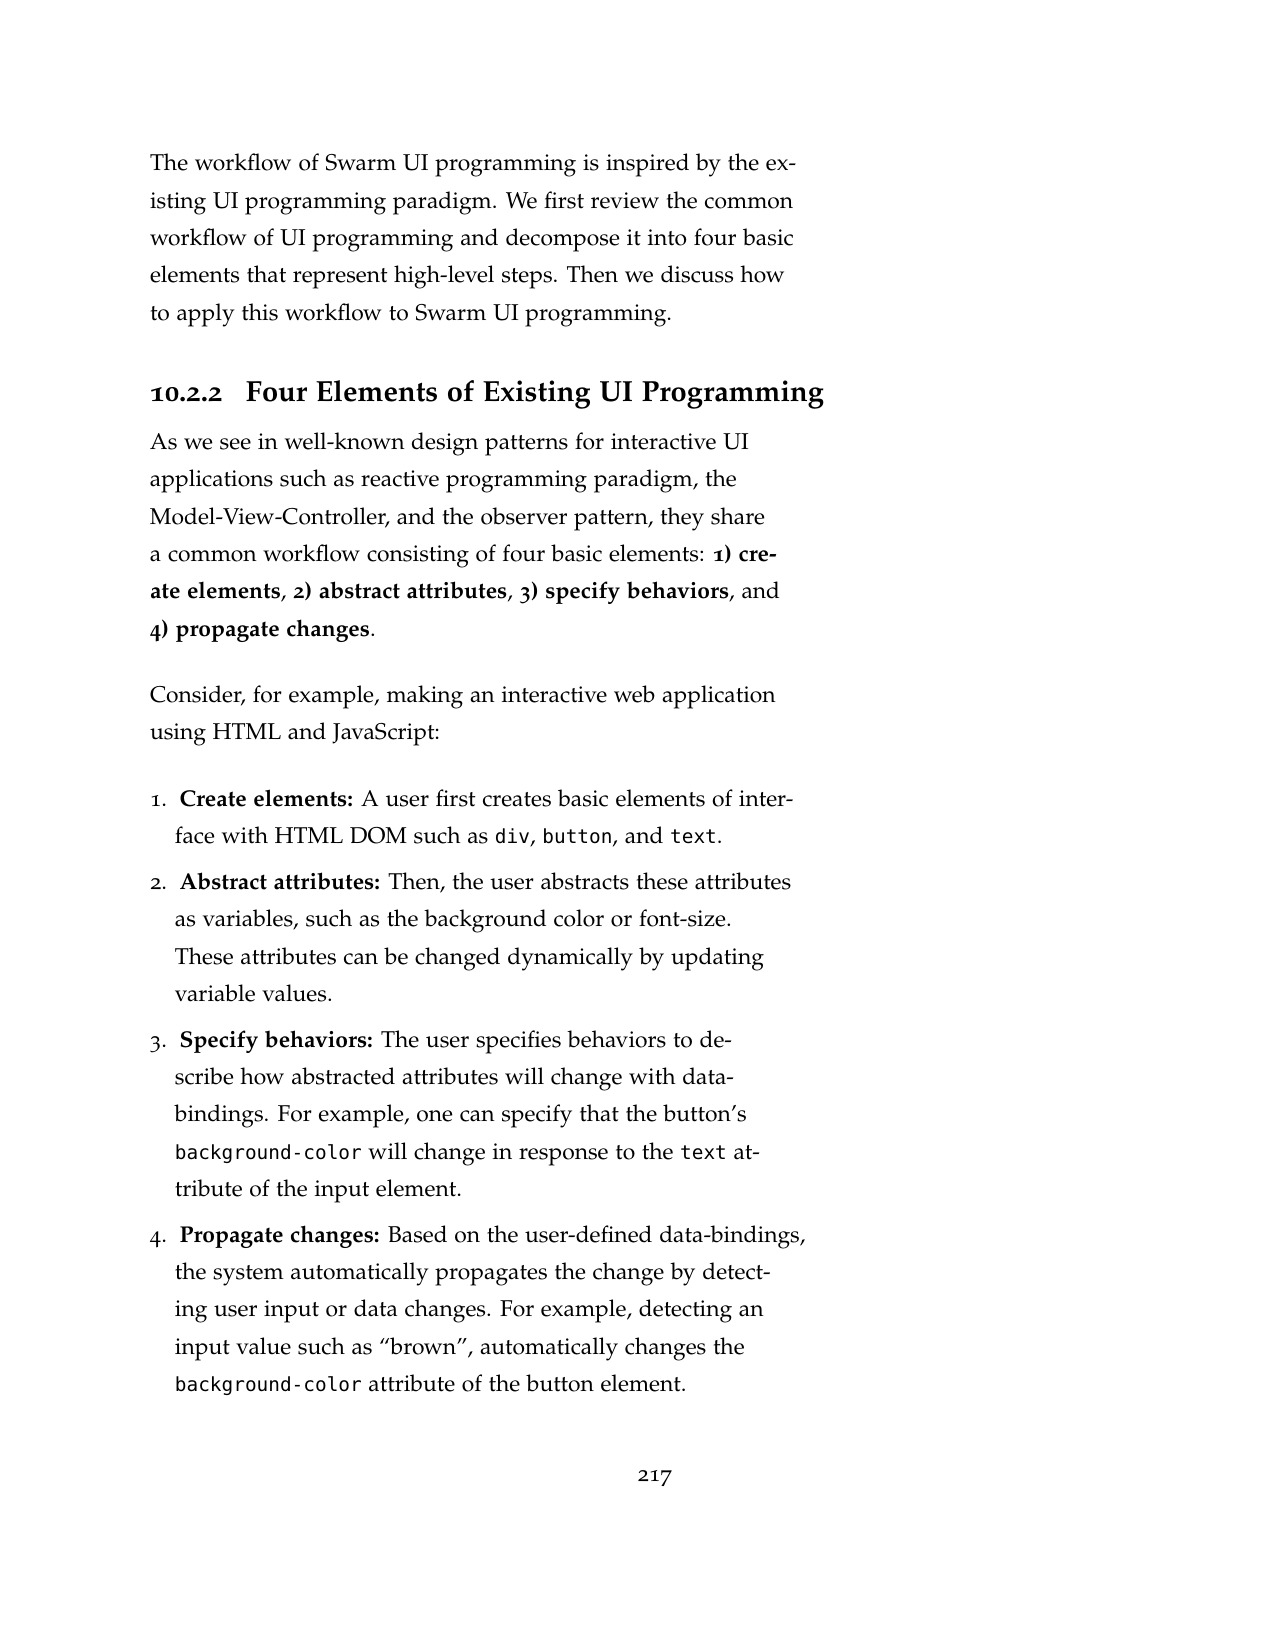 The workflow of Swarm UI programming is inspired by the ex-
isting UI programming paradigm. We first review the common
workflow of UI programming and decompose it into four basic
elements that represent high-level steps. Then we discuss how
to apply this workflow to Swarm UI programming.
10.2.2 Four Elements of Existing UI Programming
As we see in well-known design patterns for interactive UI
applications such as reactive programming paradigm, the
Model-View-Controller, and the observer pattern, they share
a common workflow consisting of four basic elements: 1) cre-
ate elements, 2) abstract attributes, 3) specify behaviors, and
4) propagate changes.
Consider, for example, making an interactive web application
using HTML and JavaScript:
1. Create elements: A user first creates basic elements of inter-
face with HTML DOM such as div, button, and text.
2. Abstract attributes: Then, the user abstracts these attributes
as variables, such as the background color or font-size.
These attributes can be changed dynamically by updating
variable values.
3. Specify behaviors: The user specifies behaviors to de-
scribe how abstracted attributes will change with data-
bindings. For example, one can specify that the button’s
background-color will change in response to the text at-
tribute of the input element.
4. Propagate changes: Based on the user-defined data-bindings,
the system automatically propagates the change by detect-
ing user input or data changes. For example, detecting an
input value such as “brown”, automatically changes the
background-color attribute of the button element.
217